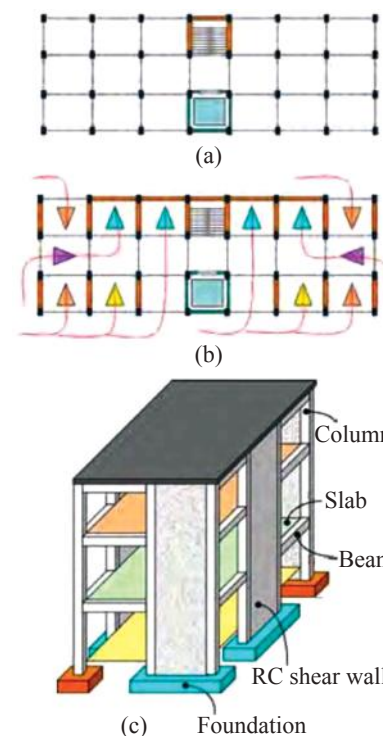 (a)
(b)
Column
Slab
Beam
RC shear wall
(c)
Foundation